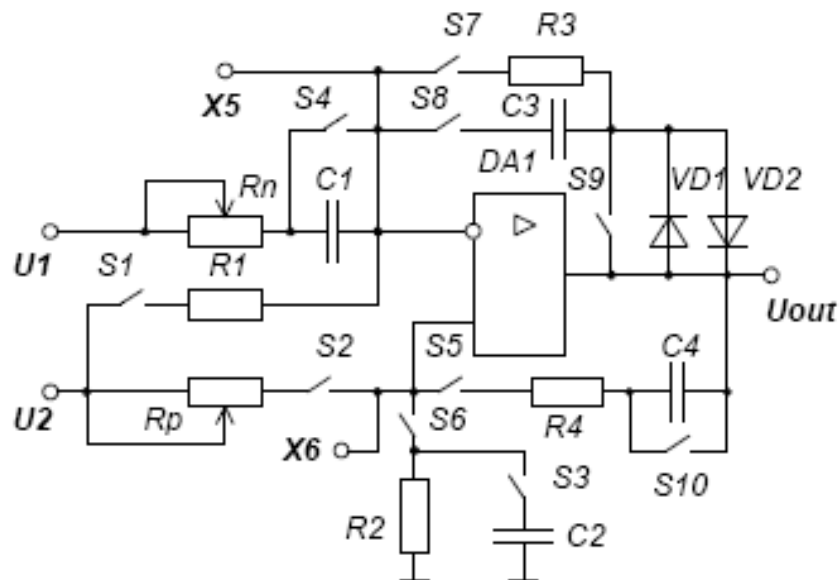 S7 R3
X5 S4 S8 C3
DA1 S9 VD1 VD2
Rn C1
U1 S1 R1
Uout
S2 S5 C4
U2 Rp X6 S6 R4
S3 S10
R2 C2